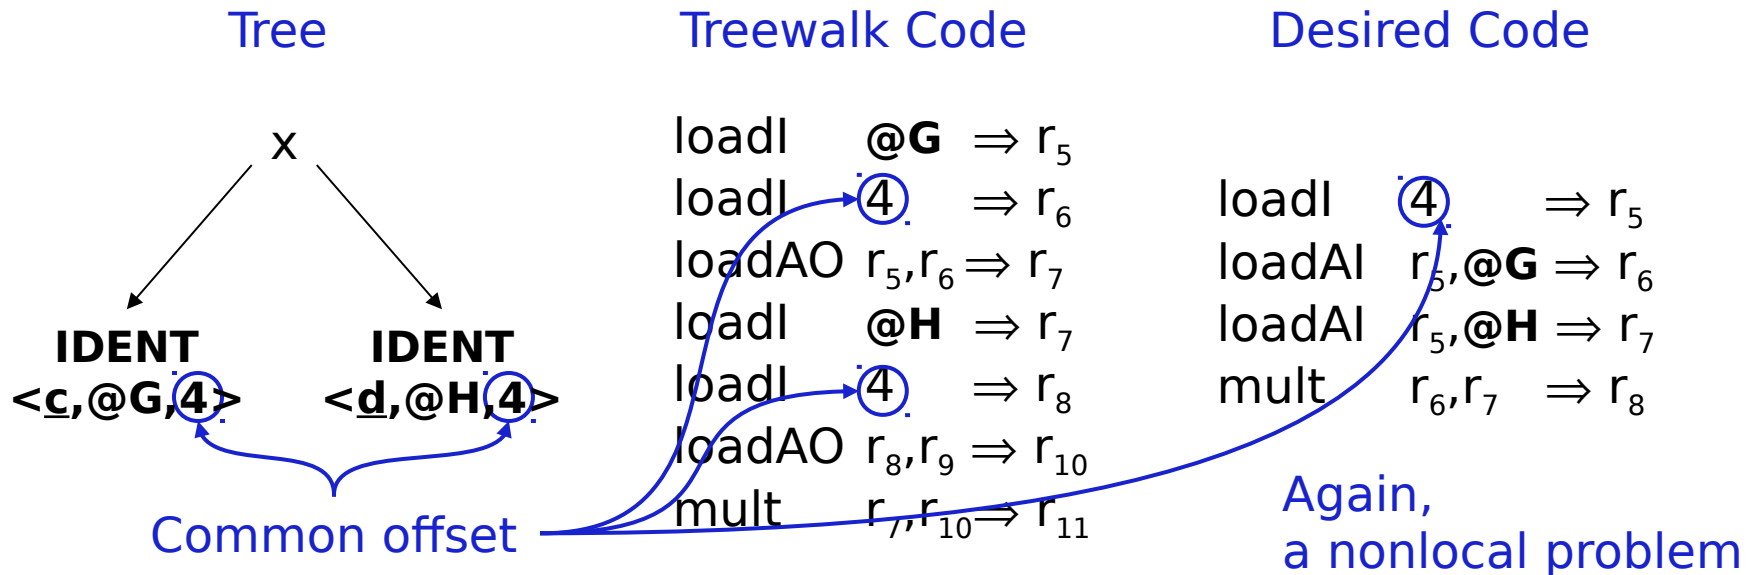 Tree
x
IDENT
<c,@G,4>
IDENT
<d,@H,4>
Common offset
Treewalk Code
loadI @G ⇒ r5
loadI 4 ⇒ r6
loadAO r5,r6 ⇒ r7
loadI @H ⇒ r7
loadI 4 ⇒ r8
loadAO r8,r9 ⇒ r10
mult r7,r10 ⇒ r11
Desired Code
loadI 4 ⇒ r5
loadAI r5,@G ⇒ r6
loadAI r5,@H ⇒ r7
mult r6,r7 ⇒ r8
Again,
a nonlocal problem